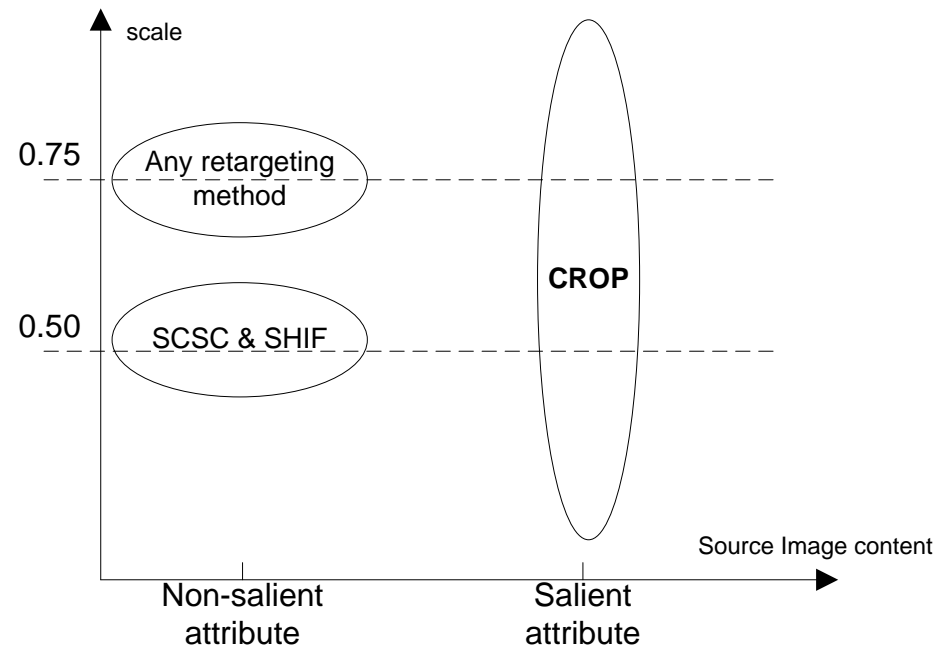 scale
0.75
Any retargeting
method
CROP
0.50
SCSC & SHIF
Source Image content
Non-salient
attribute
Salient
attribute